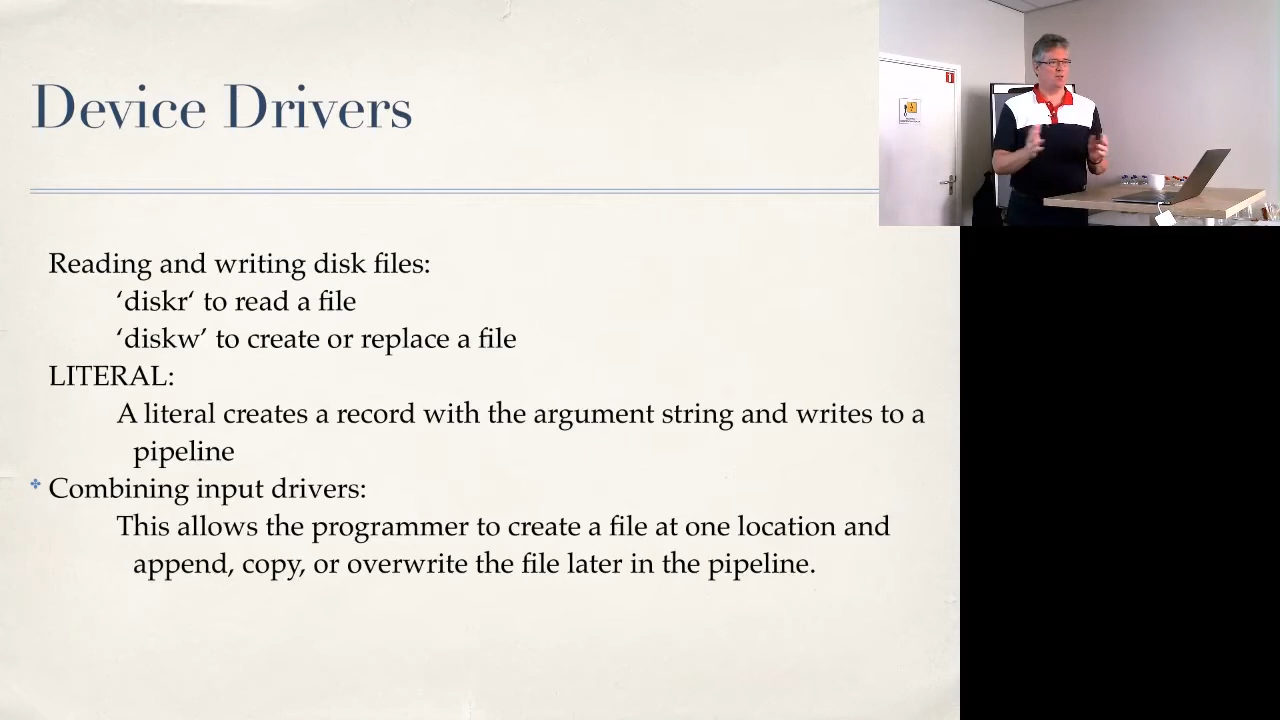 Device Drivers
Reading and writing disk files:
‘diskr‘ to read a file
‘diskw’ to create or replace a file
LITERAL:
A literal creates a record with the argument string and writes to a
pipeline
Combining input drivers:
This allows the programmer to create a file at one location and
append, copy, or overwrite the file later in the pipeline.